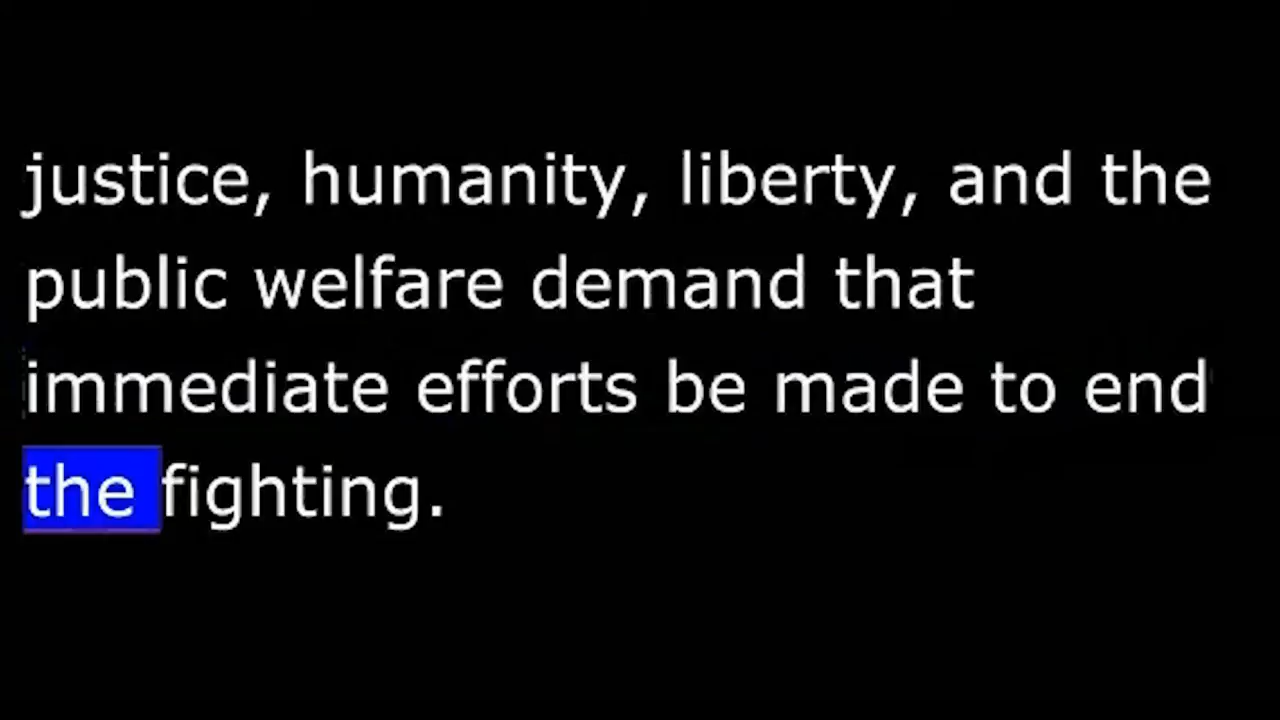 justice, humanity, liberty, and the
public welfare demand that
immediate efforts be made to end
the fighting.